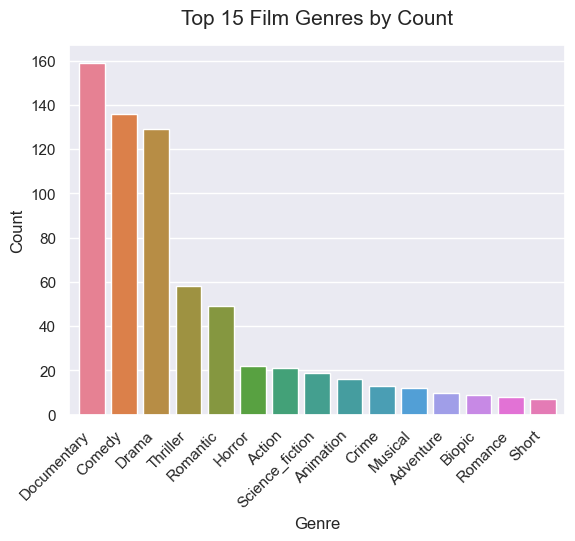 Top 15 Film Genres by Count
160
140
120
100
80
60
40
20
0
Count
Documentary
Comedy
Drama
Thriller
Romantic
Horror
Action
Science_fiction
Animation
Crime
Musical
Adventure
Biopic
Romance
Short
Genre